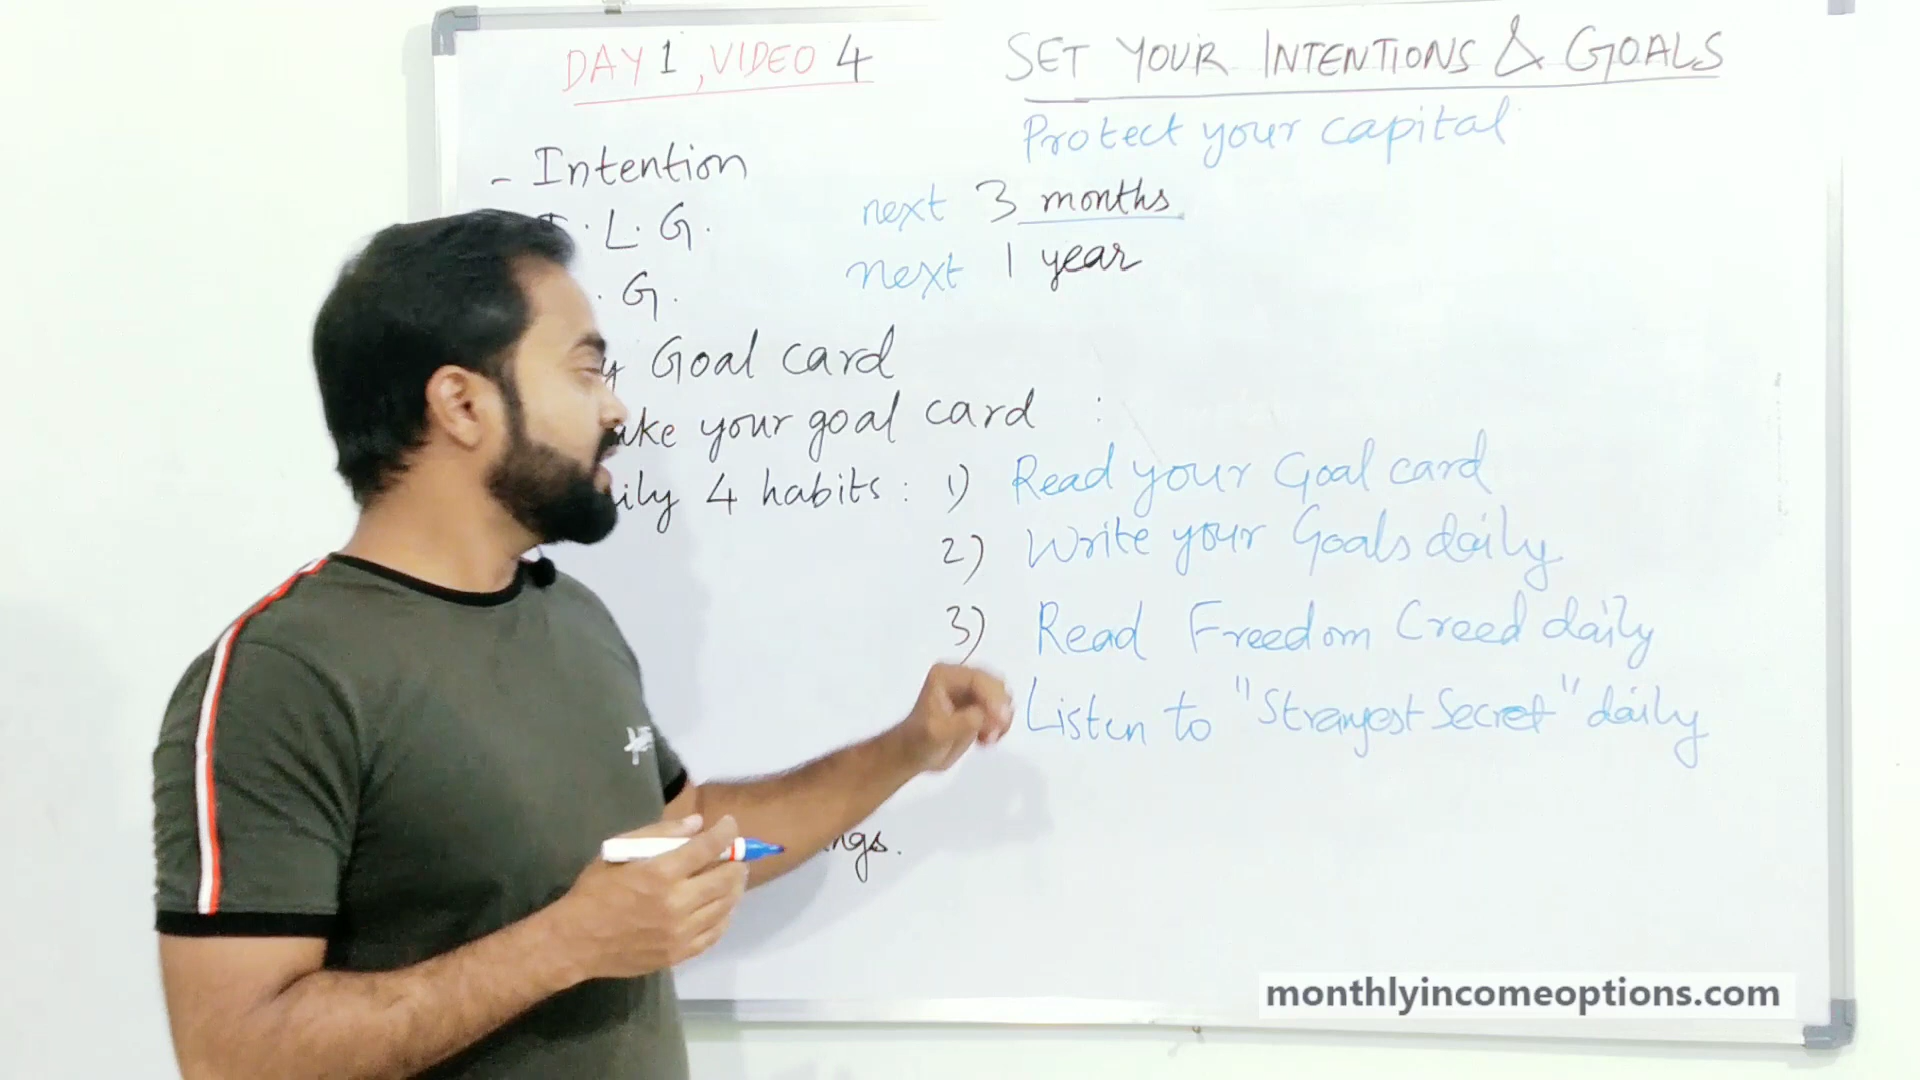 DAY 1, VIDEO 4
SET YOUR INTENTIONS & GOALS
Protect your capital
- Intention
L. G. next 3 months
G. next 1 year
Goal card
your goal card :
4 habits : 1) Read your Goal card
2) Write your Goals daily
3) Read Freedom Creed daily
Listen to "Strangest Secret" daily
monthlyincomeoptions.com